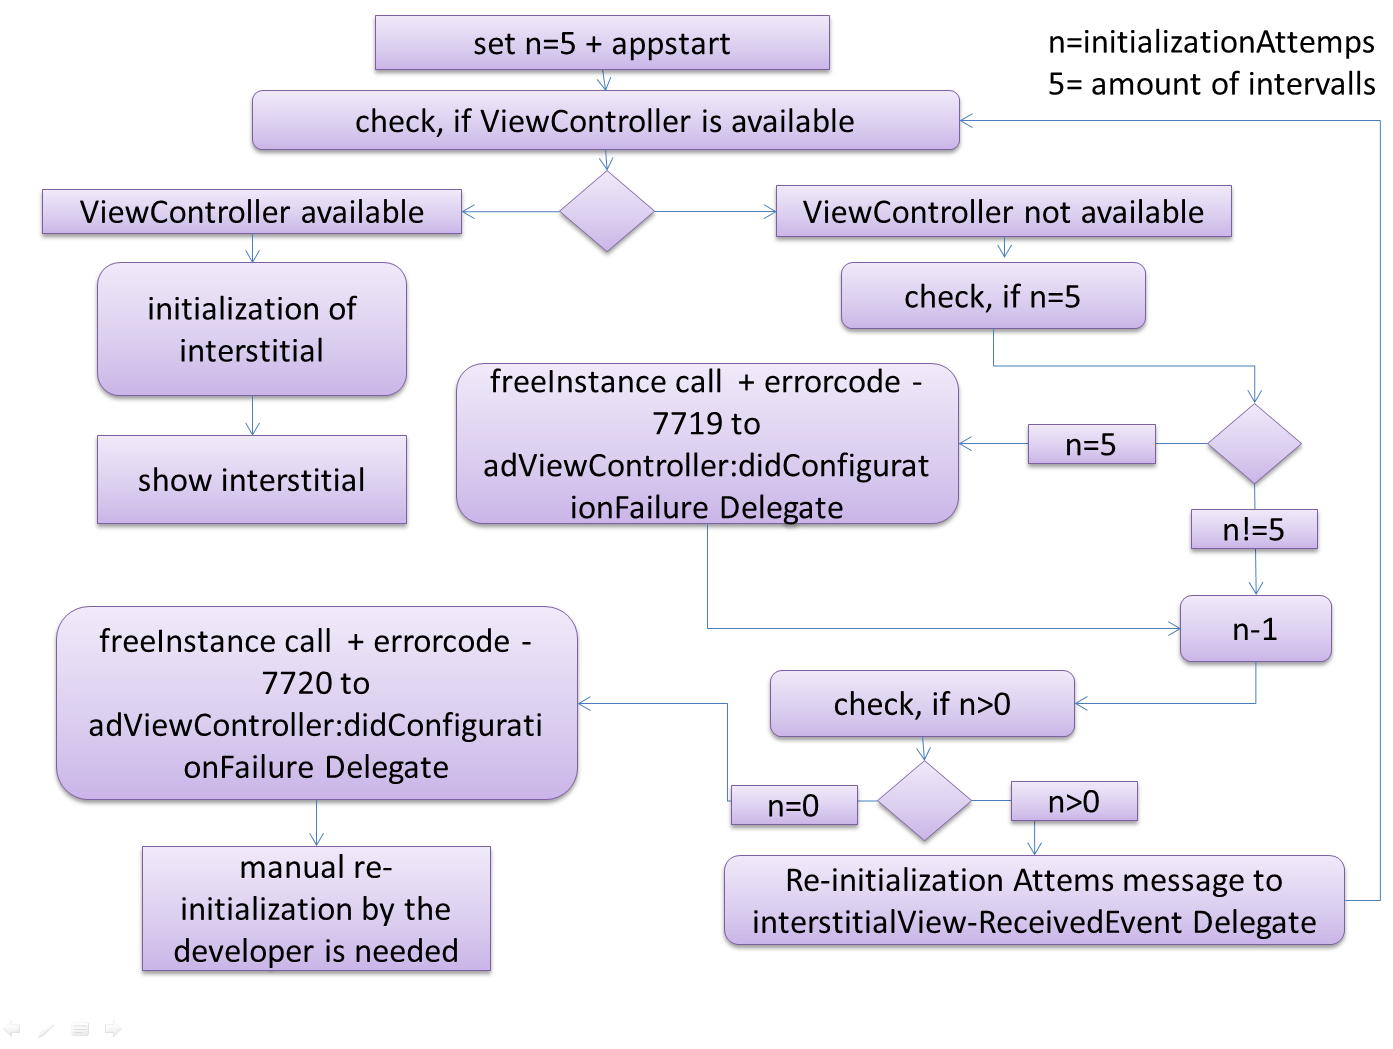 set n=5 + appstart
n=initializationAttemps
5= amount of intervalls
check, if ViewController is available
ViewController available
ViewController not available
initialization of
interstitial
check, if n=5
show interstitial
freeInstance call  + errorcode -
7719 to
adViewController:didConfigurat
ionFailure Delegate
n=5
n!=5
n-1
freeInstance call  + errorcode -
7720 to
adViewController:didConfigurati
onFailure Delegate
check, if n>0
n=0
n>0
manual re-
initialization by the
developer is needed
Re-initialization Attems message to
interstitialView-ReceivedEvent Delegate